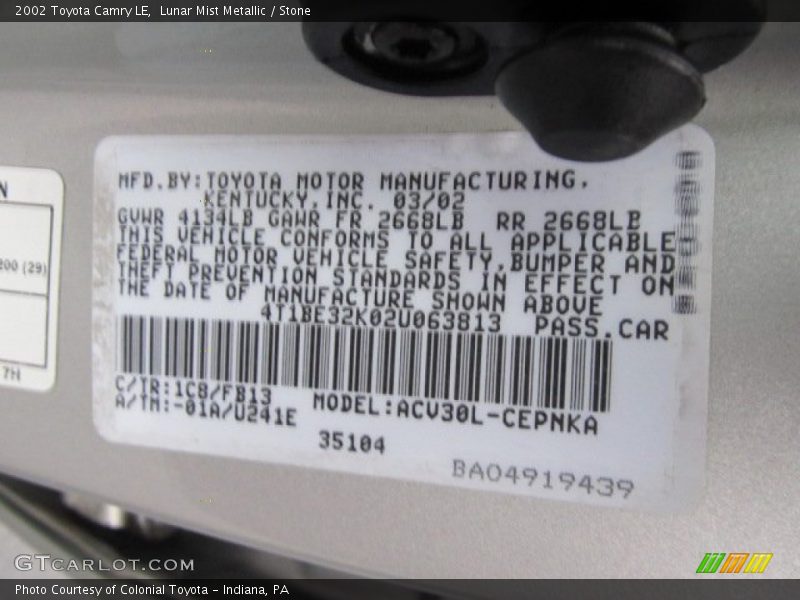 2002 Toyota Camry LE, Lunar Mist Metallic / Stone
N
200 (29)
7H
MFD.BY:TOYOTA MOTOR MANUFACTURING.
KENTUCKY,INC. 03/02
GVWR 4134LB GAWR FR 2668LB RR 2668LB
THIS VEHICLE CONFORMS TO ALL APPLICABLE
FEDERAL MOTOR VEHICLE SAFETY,BUMPER AND
THEFT PREVENTION STANDARDS IN EFFECT ON
THE DATE OF MANUFACTURE SHOWN ABOVE
4T1BE32K02U063813 PASS.CAR
C/TR:1C8/FB13
A/TM:-01A/U241E
MODEL:ACV30L-CEPNKA
35104
BA04919439
GTCARLOT.COM
Photo Courtesy of Colonial Toyota - Indiana, PA